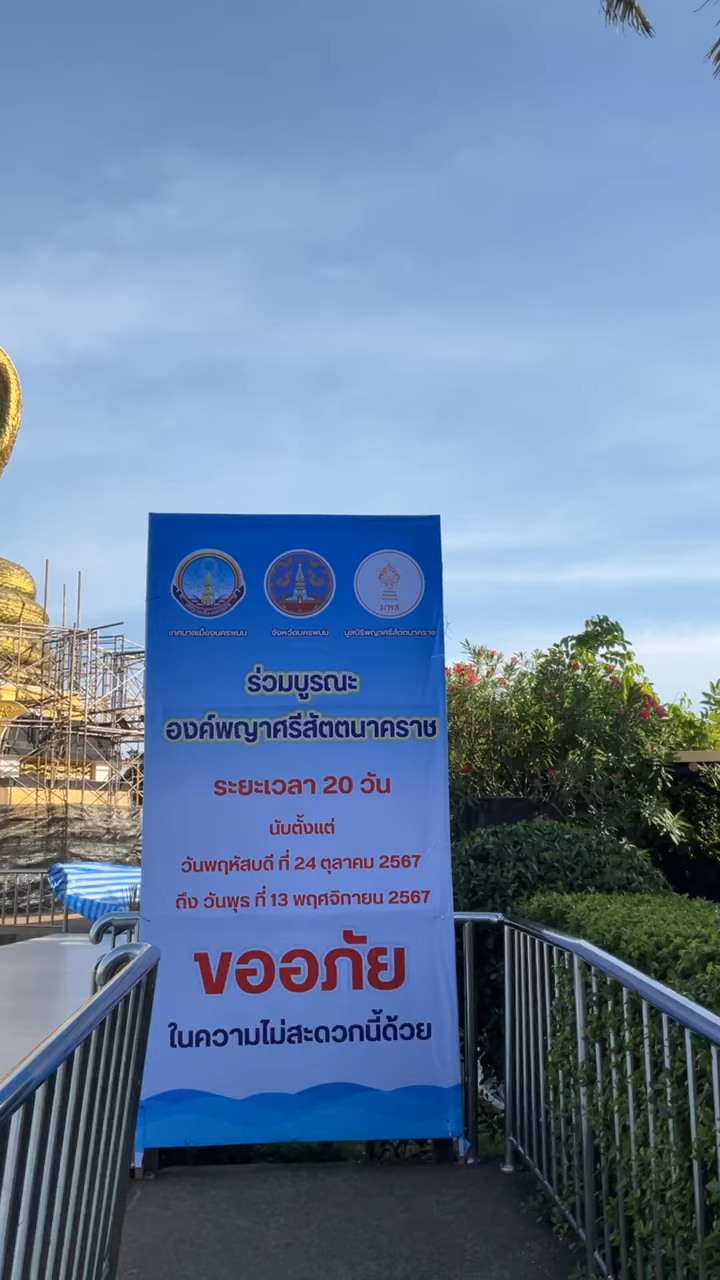 เทศบาลเมืองนครพนม จังหวัดนครพนม มูลนิธิพญาศรีสัตตนาคราช
มพส
ร่วมบูรณะ
องค์พญาศรีสัตตนาคราช
ระยะเวลา 20 วัน
นับตั้งแต่
วันพฤหัสบดี ที่ 24 ตุลาคม 2567
ถึง วันพุธ ที่ 13 พฤศจิกายน 2567
ขออภัย
ในความไม่สะดวกนี้ด้วย